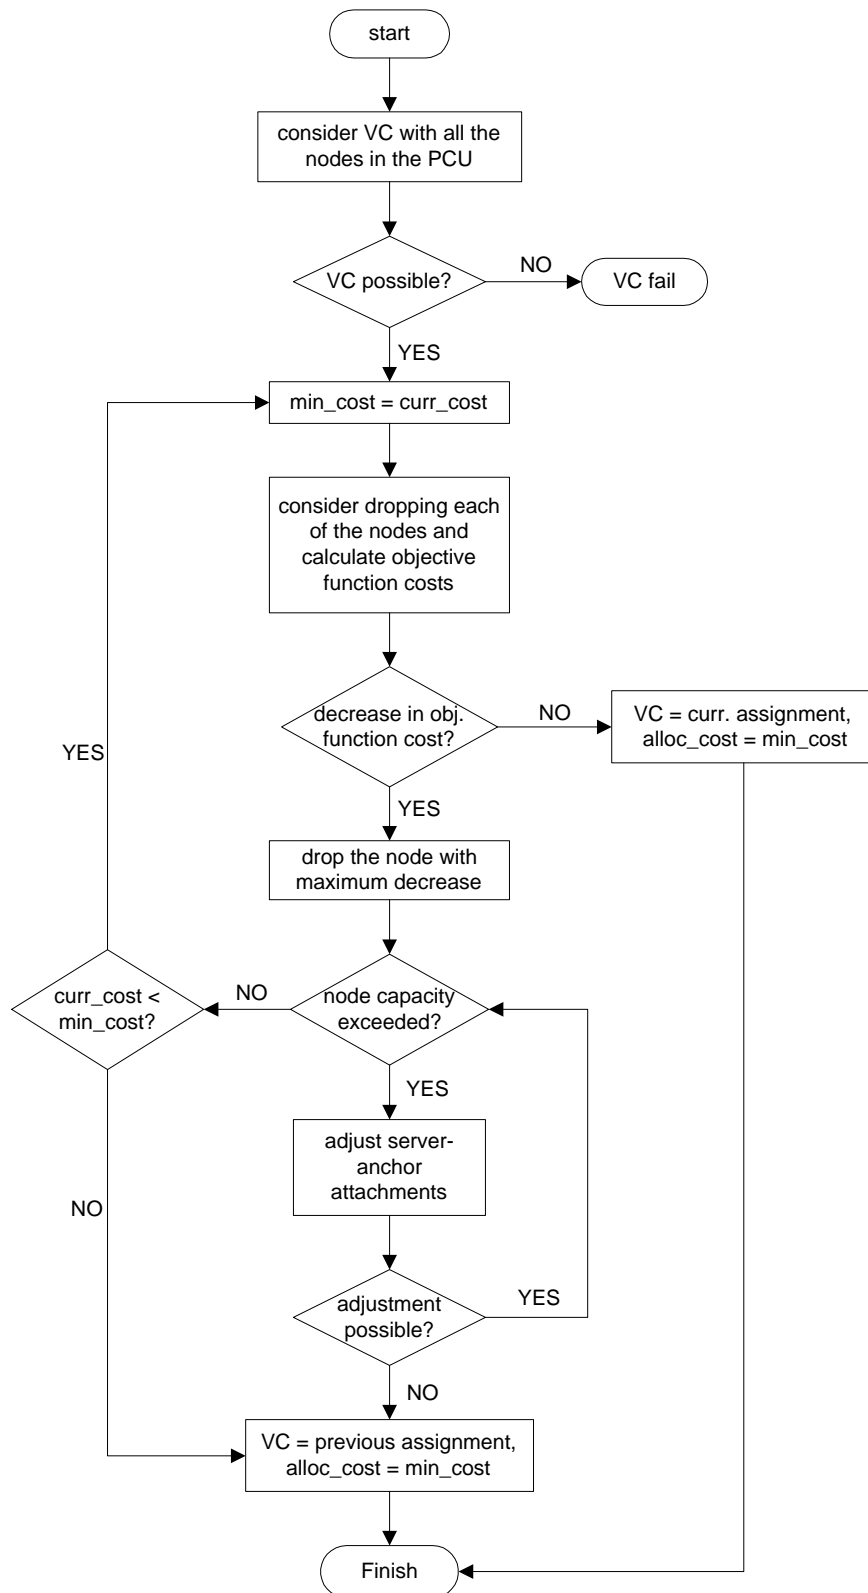 start
consider VC with all the
nodes in the PCU
VC possible?
NO
VC fail
YES
min_cost = curr_cost
consider dropping each
of the nodes and
calculate objective
function costs
decrease in obj.
function cost?
NO
VC = curr. assignment,
alloc_cost = min_cost
YES
YES
drop the node with
maximum decrease
curr_cost <
min_cost?
NO
node capacity
exceeded?
YES
adjust server-
anchor
attachments
NO
adjustment
possible?
YES
NO
VC = previous assignment,
alloc_cost = min_cost
Finish